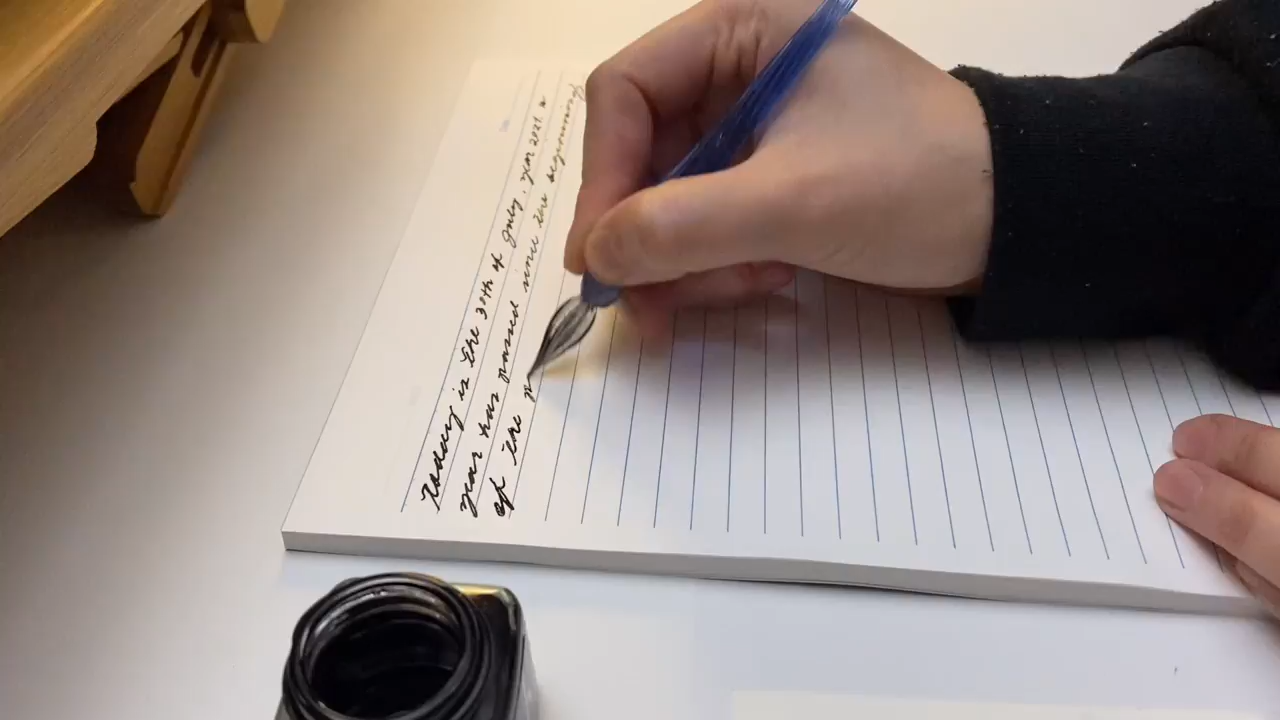 Today is the 30th of July, year 2021. a
year has passed since the beginning
of the p